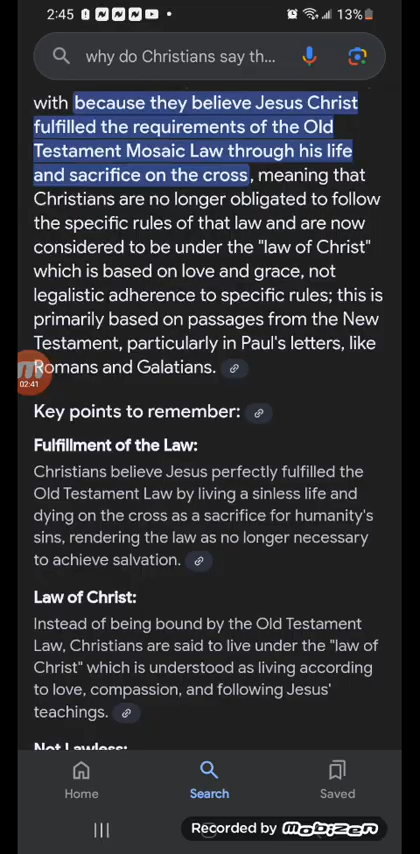 2:45
13%
why do Christians say th...
with because they believe Jesus Christ
fulfilled the requirements of the Old
Testament Mosaic Law through his life
and sacrifice on the cross, meaning that
Christians are no longer obligated to follow
the specific rules of that law and are now
considered to be under the "law of Christ"
which is based on love and grace, not
legalistic adherence to specific rules; this is
primarily based on passages from the New
Testament, particularly in Paul's letters, like
Romans and Galatians.
02:41
Key points to remember:
Fulfillment of the Law:
Christians believe Jesus perfectly fulfilled the
Old Testament Law by living a sinless life and
dying on the cross as a sacrifice for humanity's
sins, rendering the law as no longer necessary
to achieve salvation.
Law of Christ:
Instead of being bound by the Old Testament
Law, Christians are said to live under the "law of
Christ" which is understood as living according
to love, compassion, and following Jesus'
teachings.
Not Lawless:
Home
Search
Saved
Recorded by mobizen